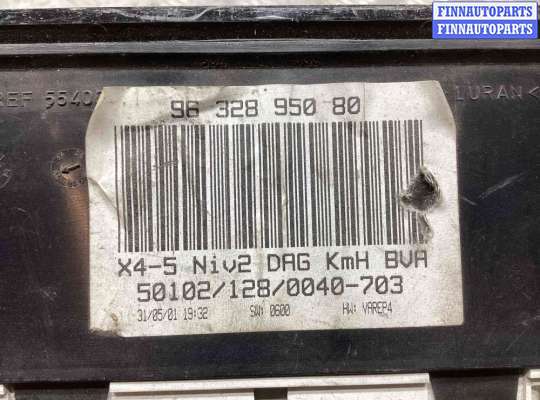 FINNAUTOPARTS
FINNAUTOPARTS
96 328 950 80
X4-5 Niv2 DAG KmH BVA
50102/128/0040-703
31/05/01 19:32 SW: 0600 HW: VAREP4